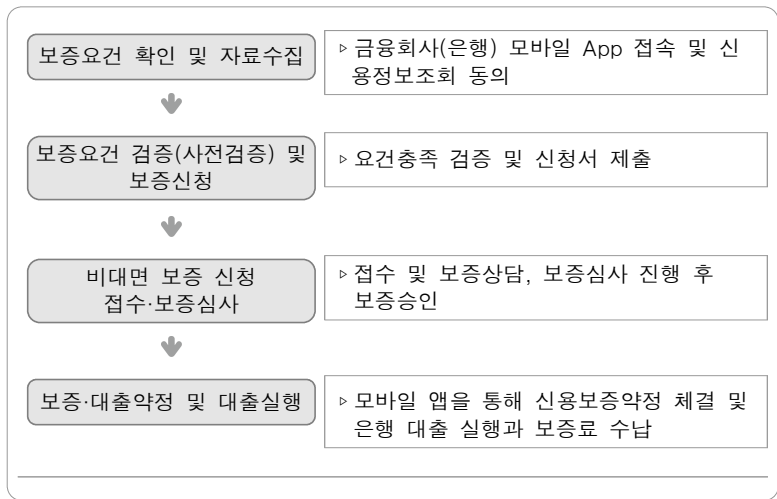 보증요건 확인 및 자료수집
▹금융회사(은행) 모바일 App 접속 및 신
용정보조회 동의
보증요건 검증(사전검증) 및
보증신청
▹요건충족 검증 및 신청서 제출
비대면 보증 신청
접수·보증심사
▹접수 및 보증상담, 보증심사 진행 후
보증승인
보증·대출약정 및 대출실행
▹모바일 앱을 통해 신용보증약정 체결 및
은행 대출 실행과 보증료 수납